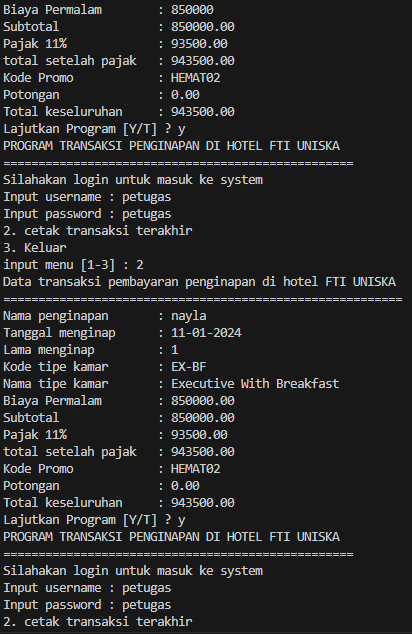 Biaya Permalam       : 850000
Subtotal             : 850000.00
Pajak 11%            : 93500.00
total setelah pajak  : 943500.00
Kode Promo           : HEMAT02
Potongan             : 0.00
Total keseluruhan    : 943500.00
Lajutkan Program [Y/T] ? y
PROGRAM TRANSAKSI PENGINAPAN DI HOTEL FTI UNISKA
==================================================
Silahakan login untuk masuk ke system
Input username : petugas
Input password : petugas
2. cetak transaksi terakhir
3. Keluar
input menu [1-3] : 2
Data transaksi pembayaran penginapan di hotel FTI UNISKA
=========================================================
Nama penginapan      : nayla
Tanggal menginap     : 11-01-2024
Lama menginap        : 1
Kode tipe kamar      : EX-BF
Nama tipe kamar      : Executive With Breakfast
Biaya Permalam       : 850000.00
Subtotal             : 850000.00
Pajak 11%            : 93500.00
total setelah pajak  : 943500.00
Kode Promo           : HEMAT02
Potongan             : 0.00
Total keseluruhan    : 943500.00
Lajutkan Program [Y/T] ? y
PROGRAM TRANSAKSI PENGINAPAN DI HOTEL FTI UNISKA
==================================================
Silahakan login untuk masuk ke system
Input username : petugas
Input password : petugas
2. cetak transaksi terakhir